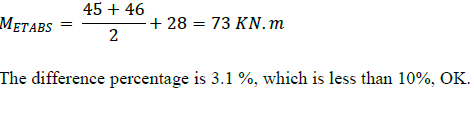 M_ETABS = (45 + 46)/2 + 28 = 73 KN.m
The difference percentage is 3.1 %, which is less than 10%, OK.